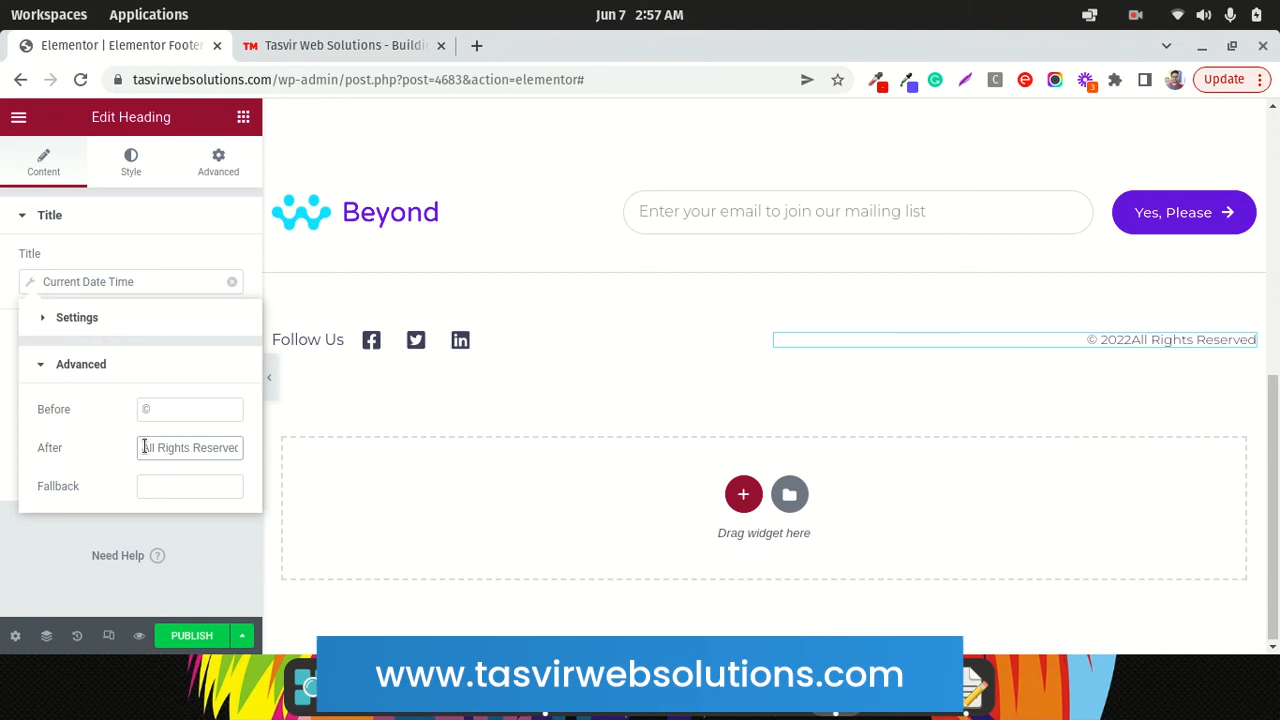 Workspaces Applications Jun 7 2:57 AM
Elementor | Elementor Footer Tasvir Web Solutions - Buildi
tasvirwebsolutions.com/wp-admin/post.php?post=4683&action=elementor# Update
Edit Heading
Content Style Advanced
Title
Title
Current Date Time
Settings
Advanced
Before ©
After All Rights Reserved
Fallback
Need Help ?
PUBLISH
Beyond
Enter your email to join our mailing list
Yes, Please
Follow Us
© 2022All Rights Reserved
Drag widget here
www.tasvirwebsolutions.com